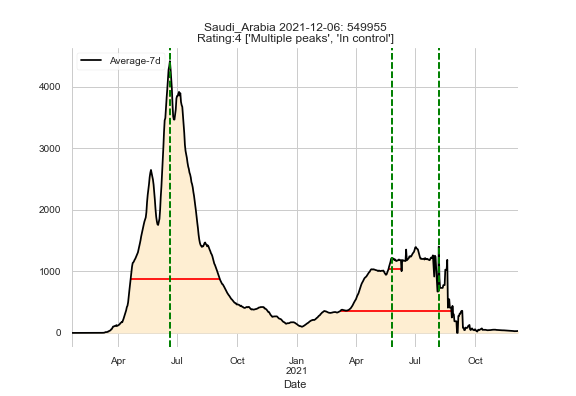 Saudi_Arabia 2021-12-06: 549955
Rating:4 ['Multiple peaks', 'In control']
Average-7d
4000
3000
2000
1000
0
Apr Jul Oct Jan Apr Jul Oct
2021
Date